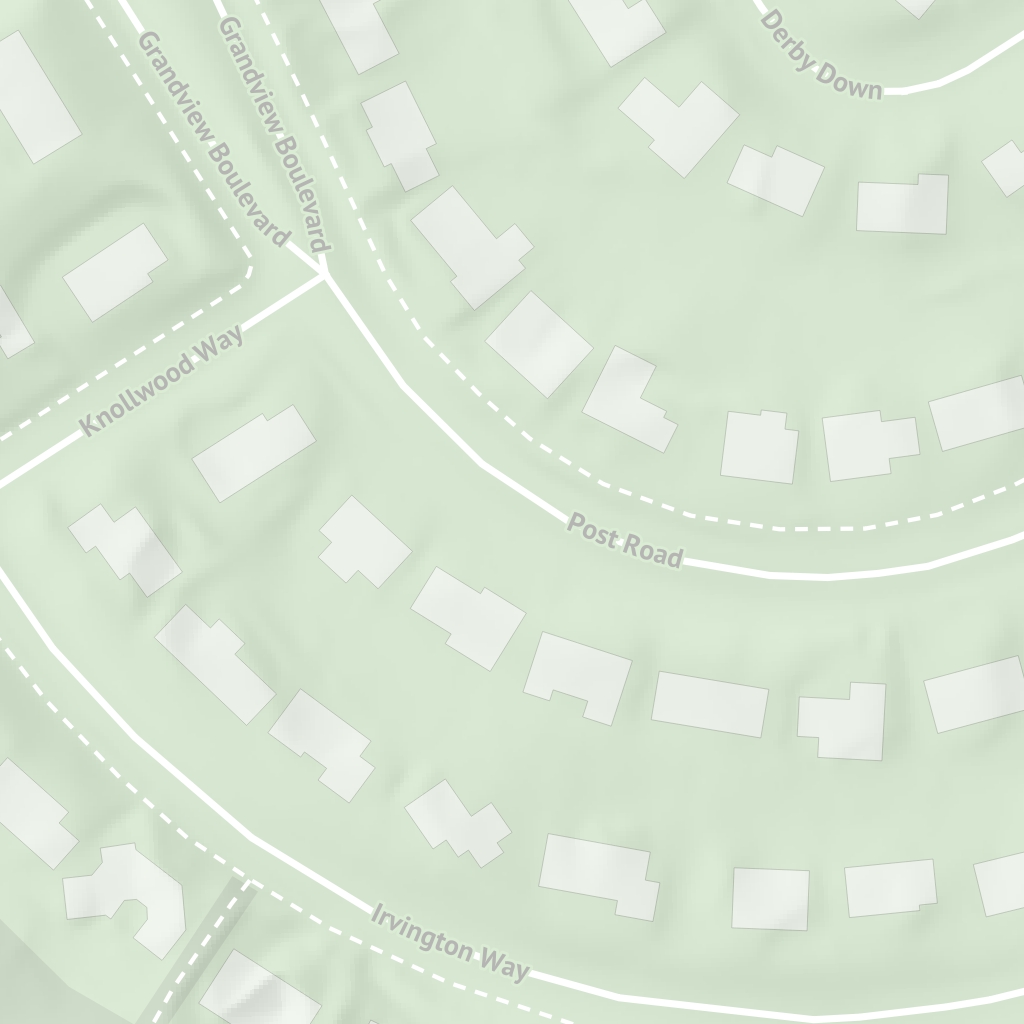 Derby Down
Grandview Boulevard
Grandview Boulevard
Knollwood Way
Post Road
Irvington Way